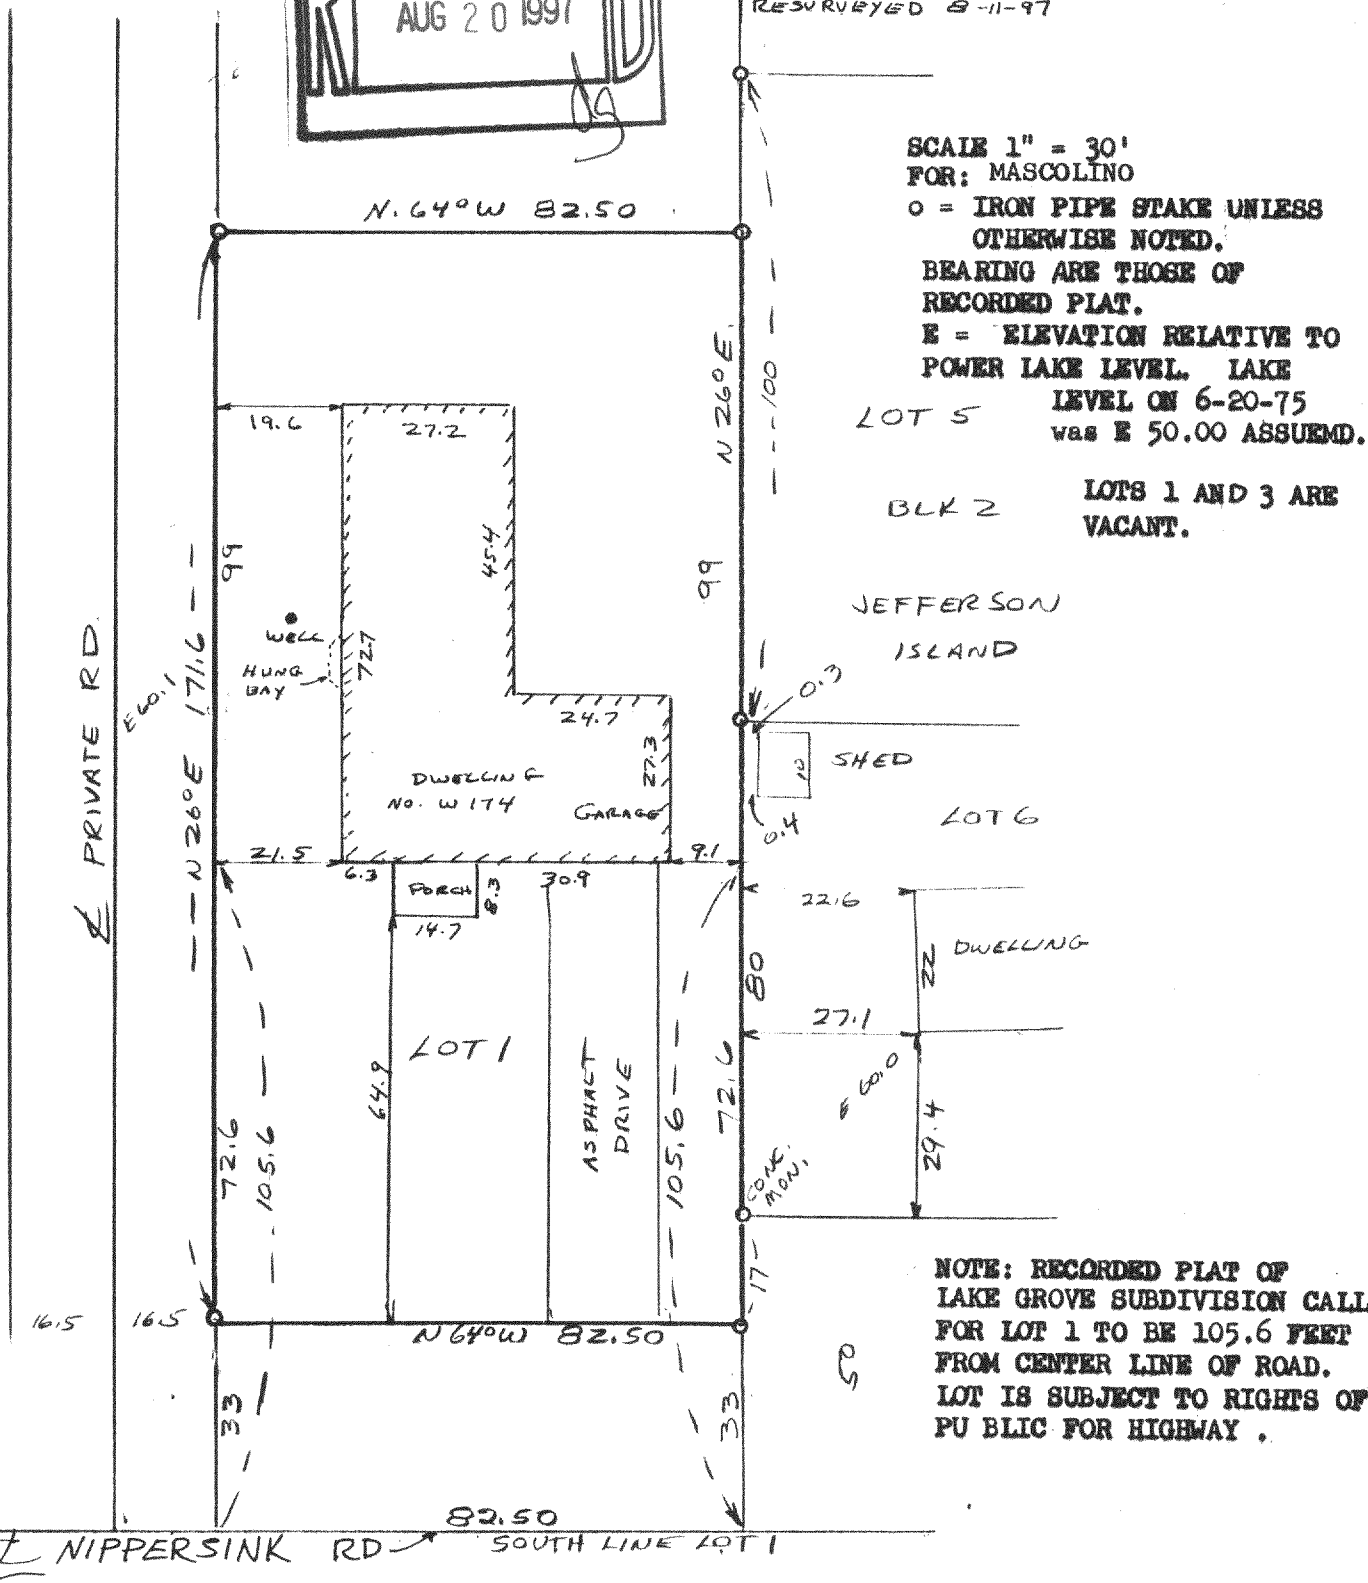 RESURVEYED 8-11-97
AUG 20 1997
SCALE 1" = 30'
FOR: MASCOLINO
o = IRON PIPE STAKE UNLESS
OTHERWISE NOTED.
BEARING ARE THOSE OF
RECORDED PLAT.
E = ELEVATION RELATIVE TO
POWER LAKE LEVEL. LAKE
LEVEL ON 6-20-75
was E 50.00 ASSUEMD.
LOTS 1 AND 3 ARE
VACANT.
N. 64°W 82.50
N 26°E.
100
LOT 5
BLK 2
JEFFERSON
ISLAND
19.6
27.2
45.4
99
99
WELL
HUNG
BAY
72.7
N 26°E 171.6
E 60.1
℄ PRIVATE RD.
24.7
27.3
0.3
SHED
10
0.4
LOT 6
DWELLING
NO. W 174
GARAGE
21.5
9.1
6.3
PORCH
8.3
14.7
30.9
22.6
22
DWELLING
27.1
80
LOT 1
64.9
ASPHALT
DRIVE
72.6
105.6
105.6
72.6
E 60.0
29.4
CONC.
MON.
17
16.5
16.5
N 64°W 82.50
33
33
NOTE: RECORDED PLAT OF
LAKE GROVE SUBDIVISION CALL
FOR LOT 1 TO BE 105.6 FEET
FROM CENTER LINE OF ROAD.
LOT IS SUBJECT TO RIGHTS OF
PU BLIC FOR HIGHWAY .
82.50
℄ NIPPERSINK RD
SOUTH LINE LOT 1